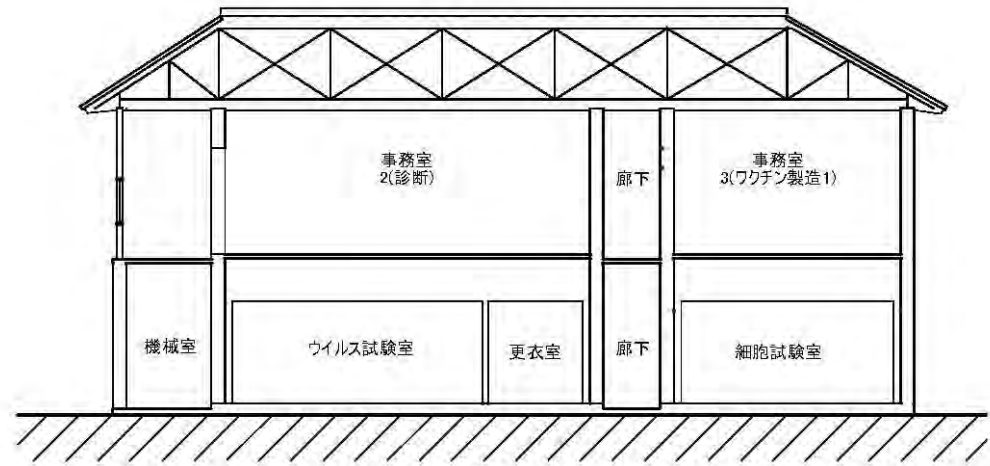 事務室
2(診断)
廊下
事務室
3(ワクチン製造1)
機械室
ウイルス試験室
更衣室
廊下
細胞試験室